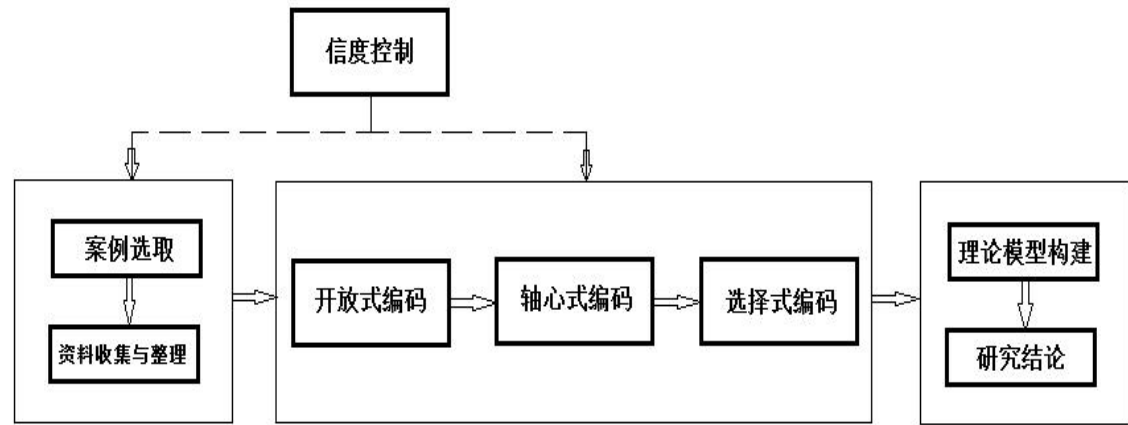 信度控制
案例选取
资料收集与整理
开放式编码
轴心式编码
选择式编码
理论模型构建
研究结论